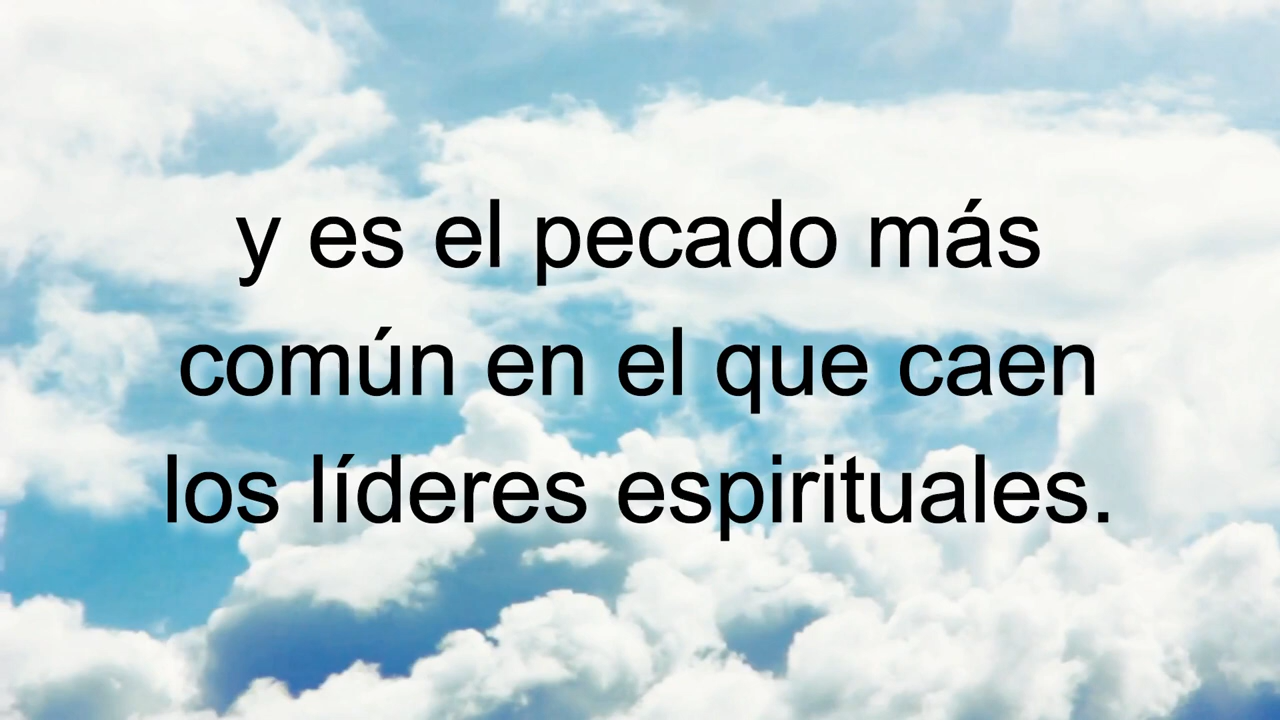 y es el pecado más
común en el que caen
los líderes espirituales.